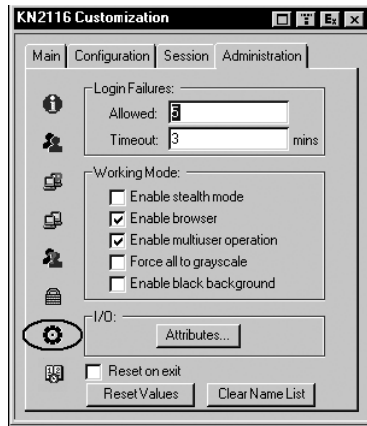 KN2116 Customization
Main Configuration Session Administration
Login Failures:
Allowed: 5
Timeout: 3 mins
Working Mode:
Enable stealth mode
Enable browser
Enable multiuser operation
Force all to grayscale
Enable black background
I/O:
Attributes...
Reset on exit
Reset Values Clear Name List